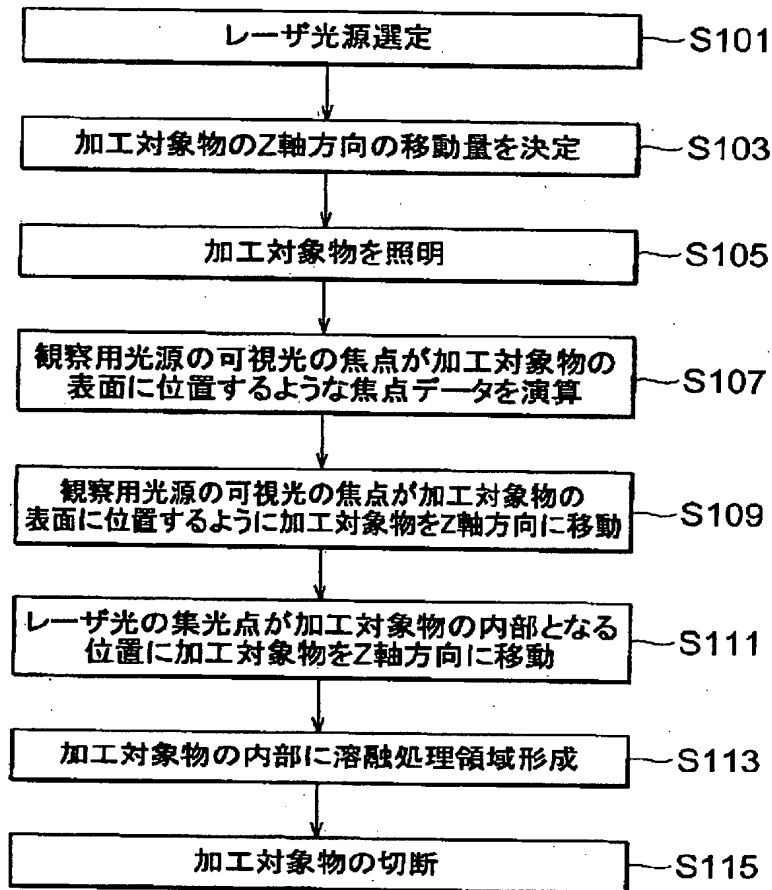 レーザ光源選定
S101
加工対象物のZ軸方向の移動量を決定
S103
加工対象物を照明
S105
観察用光源の可視光の焦点が加工対象物の
表面に位置するような焦点データを演算
S107
観察用光源の可視光の焦点が加工対象物の
表面に位置するように加工対象物をZ軸方向に移動
S109
レーザ光の集光点が加工対象物の内部となる
位置に加工対象物をZ軸方向に移動
S111
加工対象物の内部に溶融処理領域形成
S113
加工対象物の切断
S115